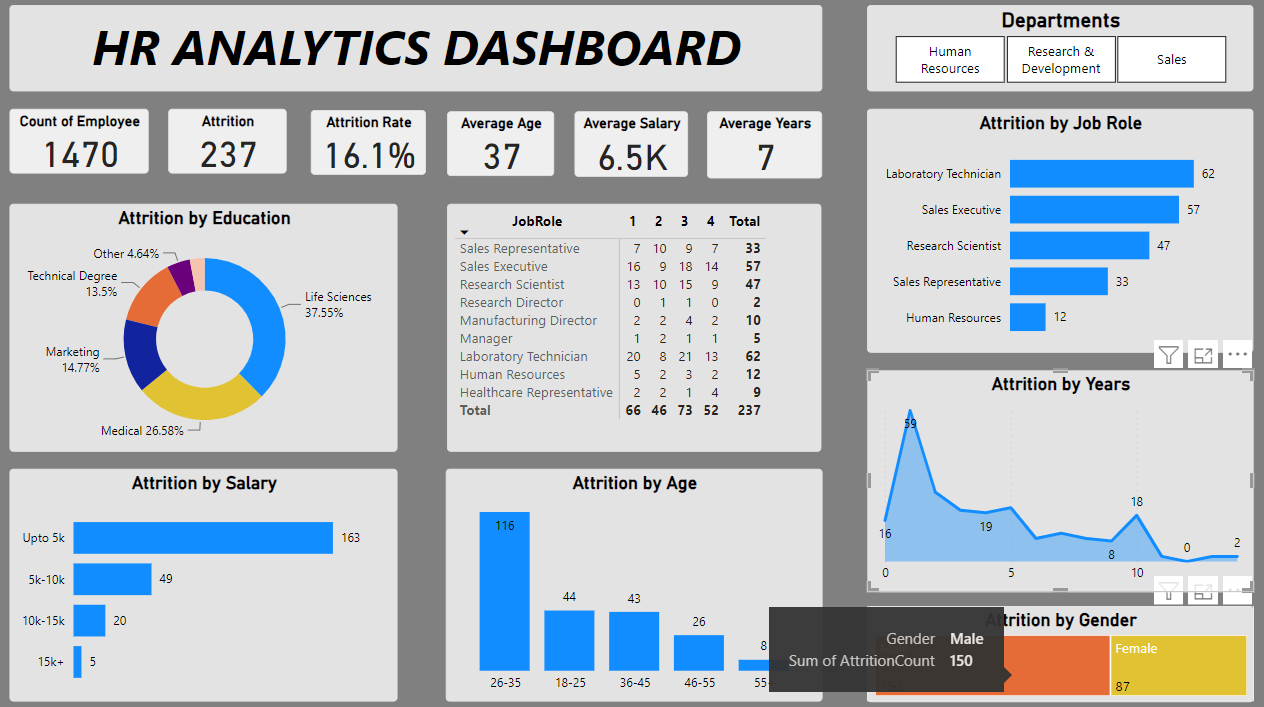 HR ANALYTICS DASHBOARD
Departments
Human
Resources
Research &
Development
Sales
Count of Employee
1470
Attrition
237
Attrition Rate
16.1%
Average Age
37
Average Salary
6.5K
Average Years
7
Attrition by Education
Other 4.64%
Technical Degree
13.5%
Life Sciences
37.55%
Marketing
14.77%
Medical 26.58%
JobRole 1 2 3 4 Total
Sales Representative 7 10 9 7 33
Sales Executive 16 9 18 14 57
Research Scientist 13 10 15 9 47
Research Director 0 1 1 0 2
Manufacturing Director 2 2 4 2 10
Manager 1 2 1 1 5
Laboratory Technician 20 8 21 13 62
Human Resources 5 2 3 2 12
Healthcare Representative 2 2 1 4 9
Total 66 46 73 52 237
Attrition by Job Role
Laboratory Technician 62
Sales Executive 57
Research Scientist 47
Sales Representative 33
Human Resources 12
Attrition by Years
59
18
16
19
8
0
2
0 5 10
Attrition by Salary
Upto 5k 163
5k-10k 49
10k-15k 20
15k+ 5
Attrition by Age
116
44
43
26
8
26-35 18-25 36-45 46-55 55+
Attrition by Gender
Gender Male
Sum of AttritionCount 150
Female
87